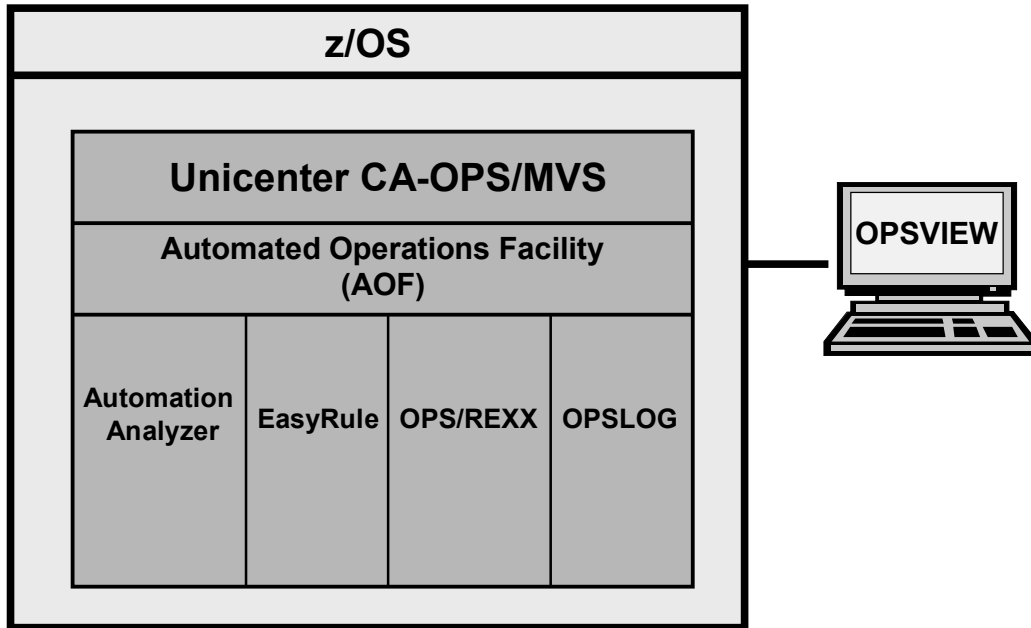 z/OS
Unicenter CA-OPS/MVS
Automated Operations Facility
(AOF)
Automation
Analyzer
EasyRule
OPS/REXX
OPSLOG
OPSVIEW